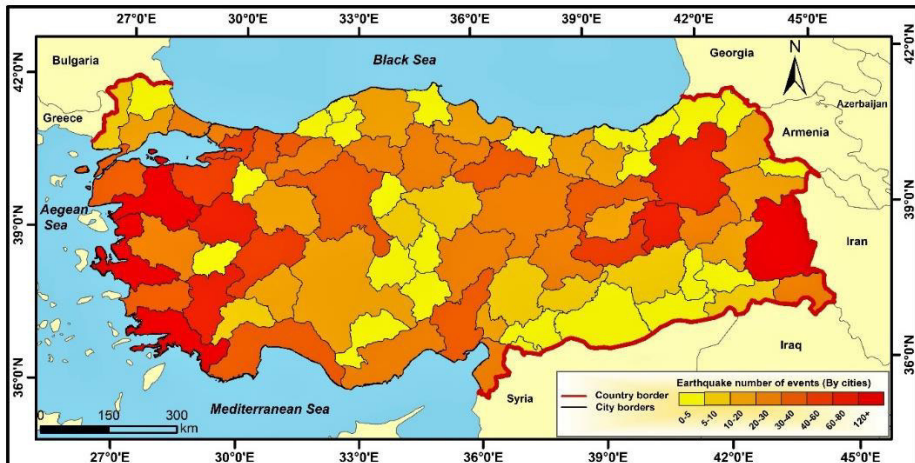 27°0'E 30°0'E 33°0'E 36°0'E 39°0'E 42°0'E 45°0'E
42°0'N
42°0'N
Bulgaria
Black Sea
Georgia
N
Azerbaijan
Greece
Armenia
39°0'N
39°0'N
Aegean
Sea
Iran
Iraq
36°0'N
36°0'N
Syria
Mediterranean Sea
Earthquake number of events (By cities)
Country border
City borders
0-5 5-10 10-20 20-30 30-40 40-60 60-80 120+
0 150 300
km
27°0'E 30°0'E 33°0'E 36°0'E 39°0'E 42°0'E 45°0'E